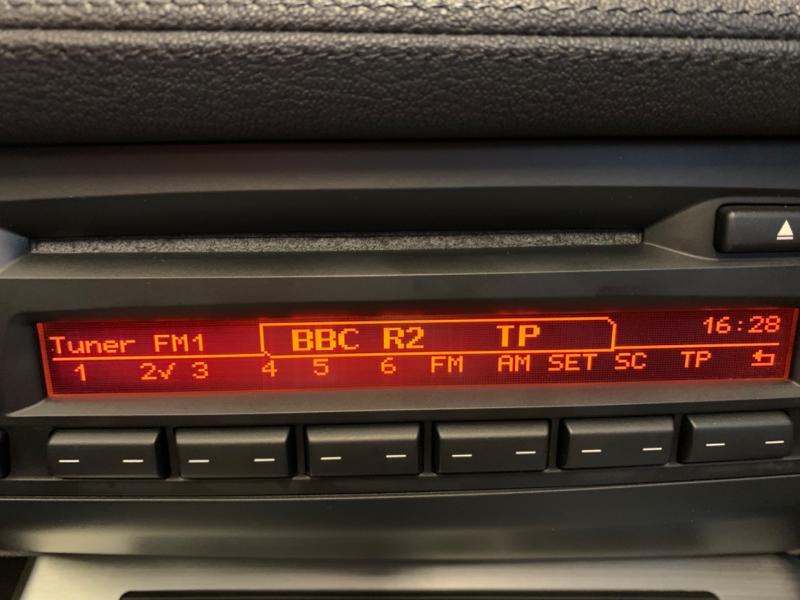 Tuner FM1 BBC R2 TP 16:28
1 2✓ 3 4 5 6 FM AM SET SC TP